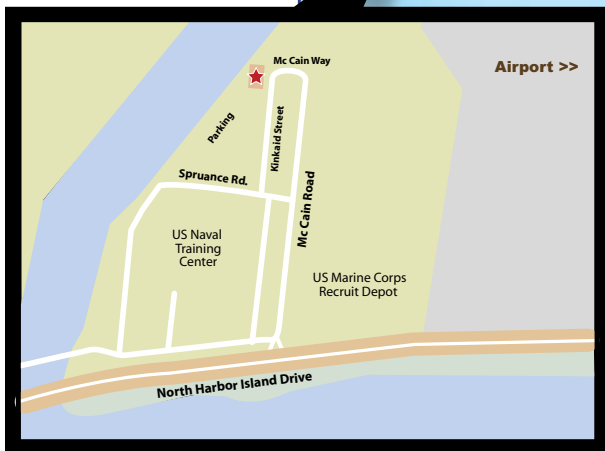 Mc Cain Way
Airport >>
Parking
Kinkaid Street
Spruance Rd.
Mc Cain Road
US Naval
Training
Center
US Marine Corps
Recruit Depot
North Harbor Island Drive